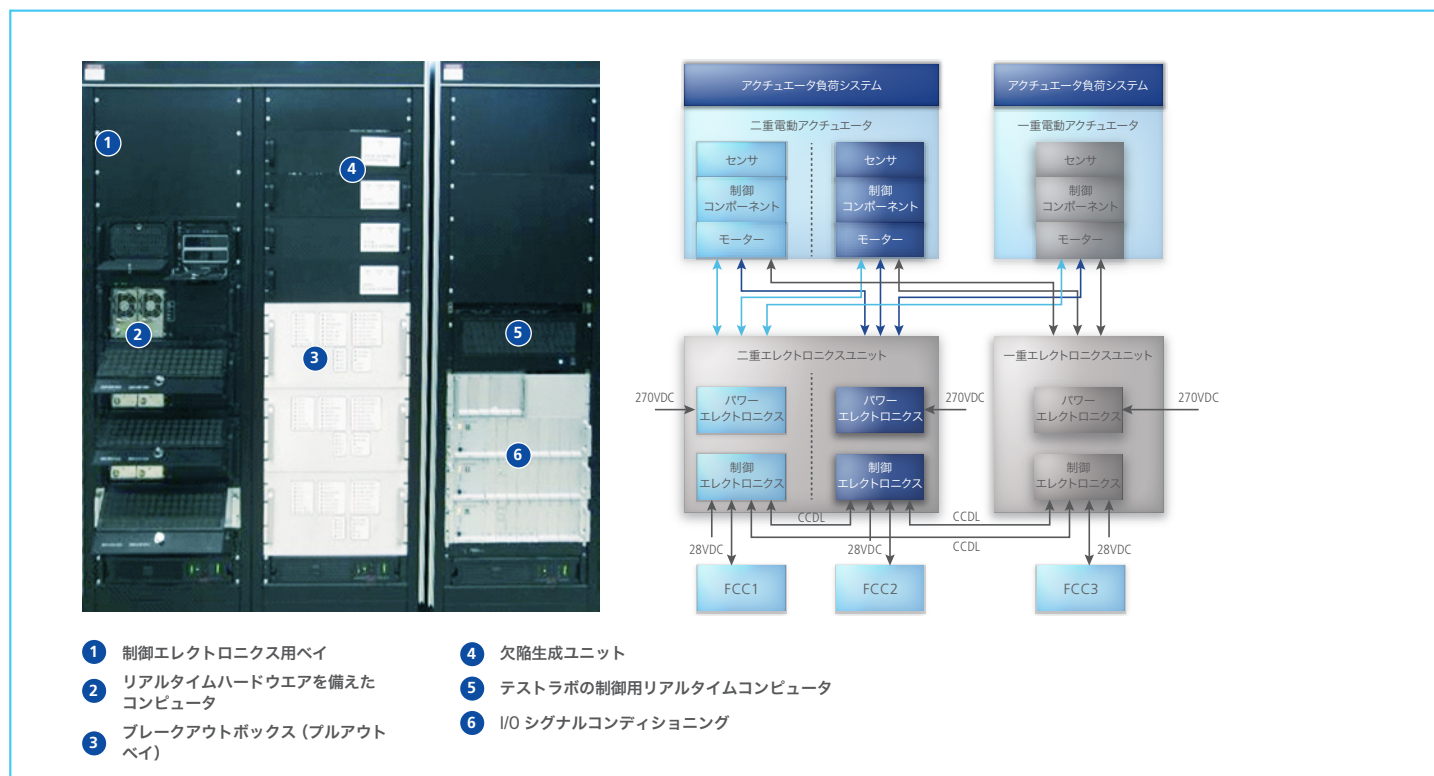 1
2
3
4
5
6
アクチュエータ負荷システム
アクチュエータ負荷システム
二重電動アクチュエータ
一重電動アクチュエータ
センサ
センサ
センサ
制御
コンポーネント
制御
コンポーネント
制御
コンポーネント
モーター
モーター
モーター
二重エレクトロニクスユニット
一重エレクトロニクスユニット
270VDC
パワー
エレクトロニクス
パワー
エレクトロニクス
270VDC
パワー
エレクトロニクス
270VDC
制御
エレクトロニクス
制御
エレクトロニクス
制御
エレクトロニクス
CCDL
CCDL
CCDL
28VDC
28VDC
28VDC
FCC1
FCC2
FCC3
1 制御エレクトロニクス用ベイ
2 リアルタイムハードウエアを備えた
コンピュータ
3 ブレークアウトボックス (プルアウト
ベイ)
4 欠陥生成ユニット
5 テストラボの制御用リアルタイムコンピュータ
6 I/O シグナルコンディショニング